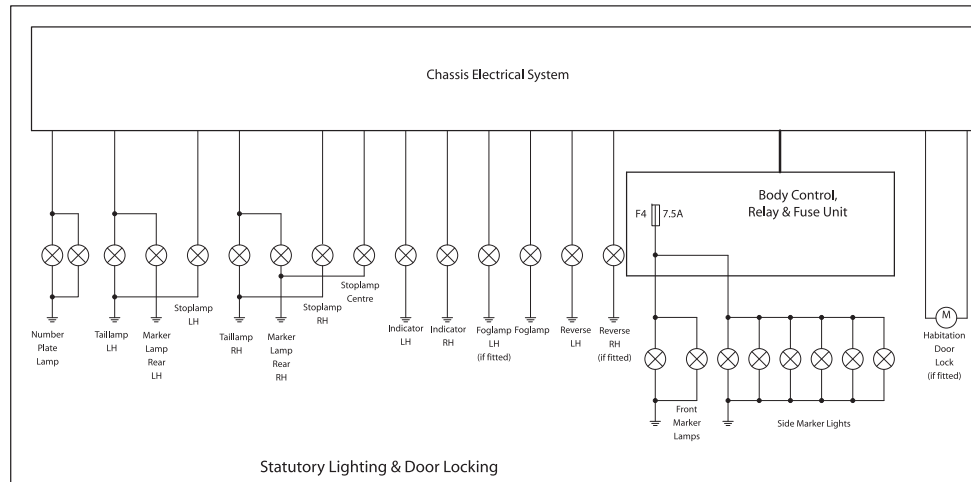 Chassis Electrical System
Body Control,
Relay & Fuse Unit
F4
7.5A
Number
Plate
Lamp
Taillamp
LH
Marker
Lamp
Rear
LH
Stoplamp
LH
Taillamp
RH
Marker
Lamp
Rear
RH
Stoplamp
RH
Stoplamp
Centre
Indicator
LH
Indicator
RH
Foglamp
LH
(if fitted)
Foglamp
Reverse
LH
Reverse
RH
(if fitted)
Front
Marker
Lamps
Side Marker Lights
M
Habitation
Door
Lock
(if fitted)
Statutory Lighting & Door Locking